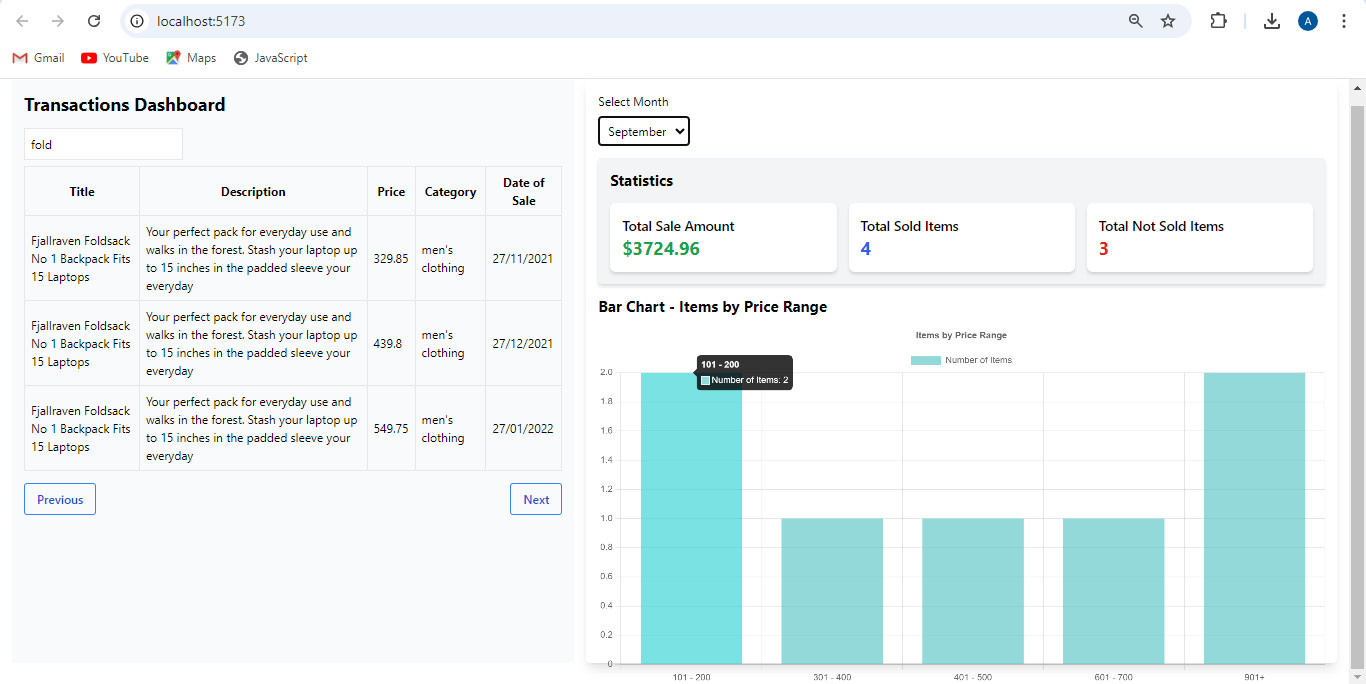 localhost:5173
A
Gmail
YouTube
Maps
JavaScript
Transactions Dashboard
fold
Title Description Price Category Date of
Sale
Fjallraven Foldsack
No 1 Backpack Fits
15 Laptops
Your perfect pack for everyday use and
walks in the forest. Stash your laptop up
to 15 inches in the padded sleeve your
everyday
329.85
men's
clothing
27/11/2021
Fjallraven Foldsack
No 1 Backpack Fits
15 Laptops
Your perfect pack for everyday use and
walks in the forest. Stash your laptop up
to 15 inches in the padded sleeve your
everyday
439.8
men's
clothing
27/12/2021
Fjallraven Foldsack
No 1 Backpack Fits
15 Laptops
Your perfect pack for everyday use and
walks in the forest. Stash your laptop up
to 15 inches in the padded sleeve your
everyday
549.75
men's
clothing
27/01/2022
Previous
Next
Select Month
September
Statistics
Total Sale Amount
$3724.96
Total Sold Items
4
Total Not Sold Items
3
Bar Chart - Items by Price Range
Items by Price Range
Number of Items
101 - 200
Number of Items: 2
2.0
1.8
1.6
1.4
1.2
1.0
0.8
0.6
0.4
0.2
0
101 - 200
301 - 400
401 - 500
601 - 700
901+